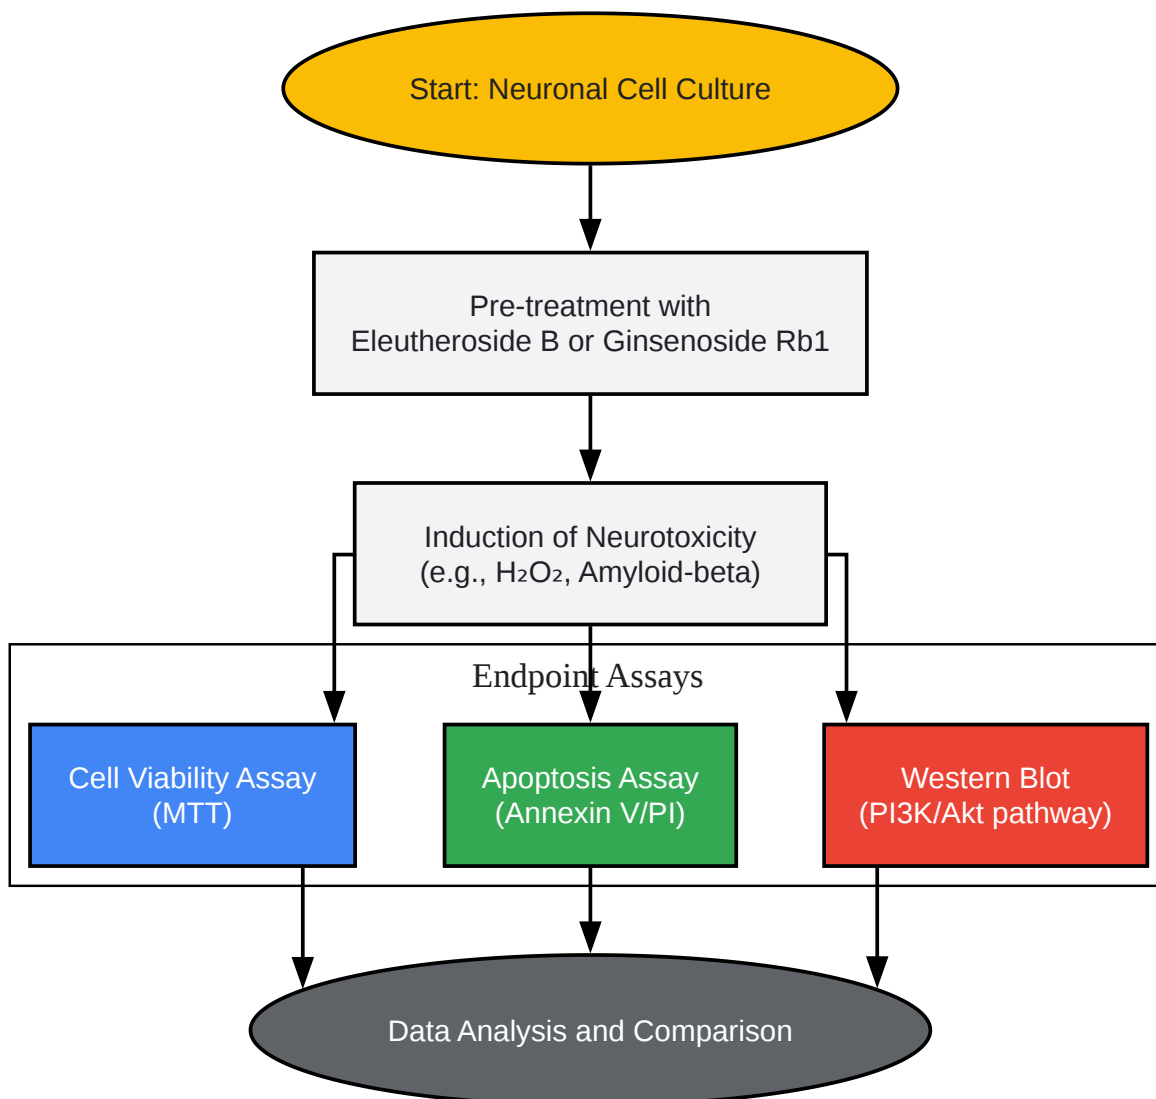 Start: Neuronal Cell Culture
Pre-treatment with
Eleutheroside B or Ginsenoside Rb1
Induction of Neurotoxicity
(e.g., H₂O₂, Amyloid-beta)
Endpoint Assays
Cell Viability Assay
(MTT)
Apoptosis Assay
(Annexin V/PI)
Western Blot
(PI3K/Akt pathway)
Data Analysis and Comparison